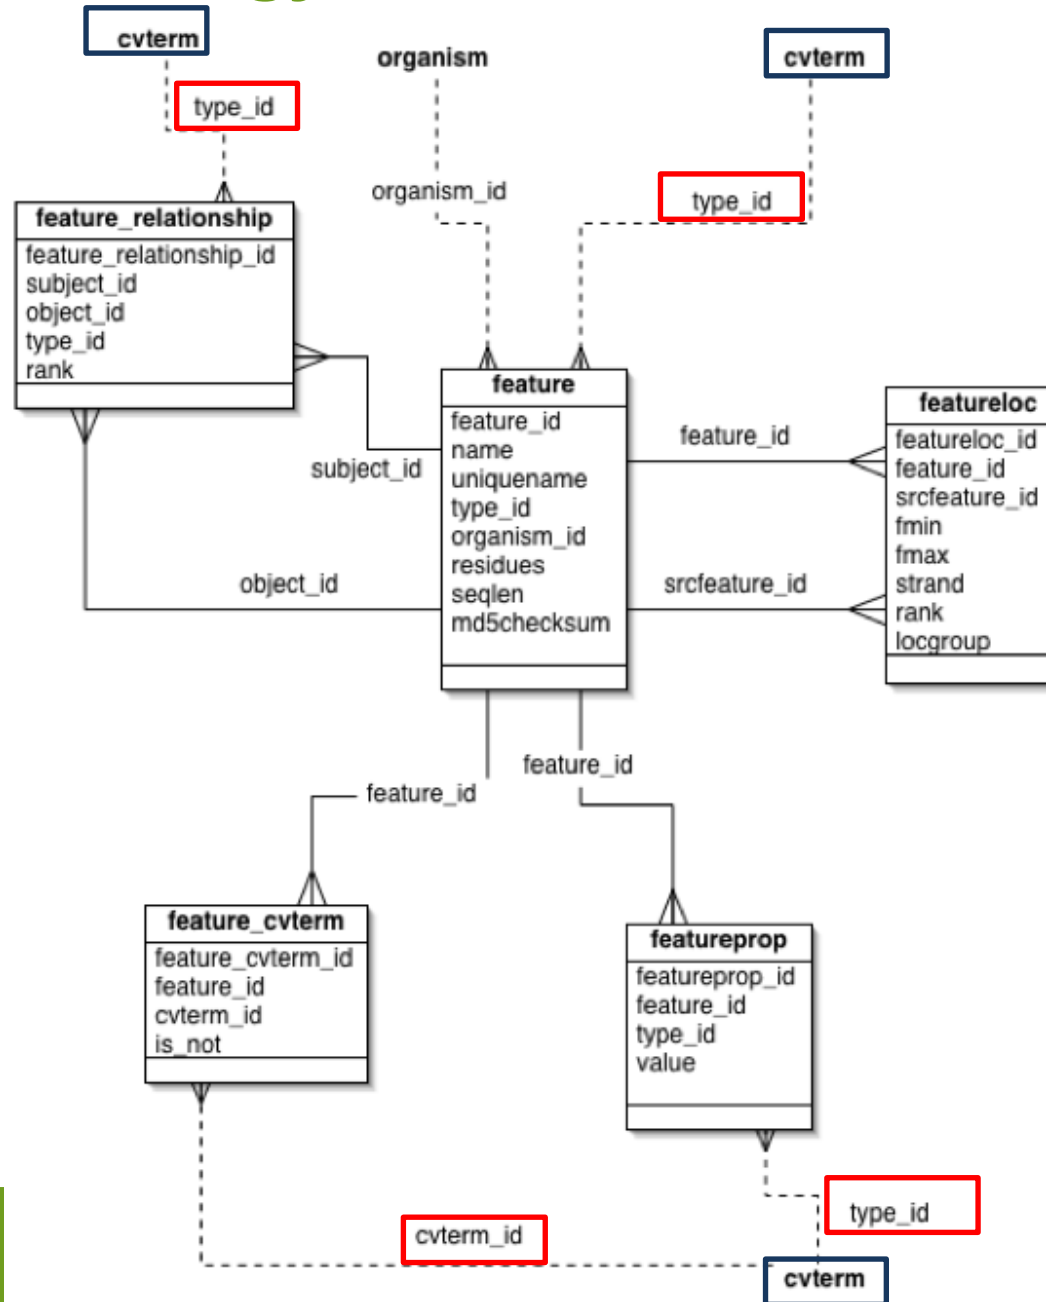 cvterm
organism
cvterm
type_id
organism_id
type_id
feature_relationship
feature_relationship_id
subject_id
object_id
type_id
rank
subject_id
object_id
feature
feature_id
name
uniquename
type_id
organism_id
residues
seqlen
md5checksum
feature_id
srcfeature_id
featureloc
featureloc_id
feature_id
srcfeature_id
fmin
fmax
strand
rank
locgroup
feature_id
feature_id
feature_cvterm
feature_cvterm_id
feature_id
cvterm_id
is_not
featureprop
featureprop_id
feature_id
type_id
value
cvterm_id
type_id
cvterm